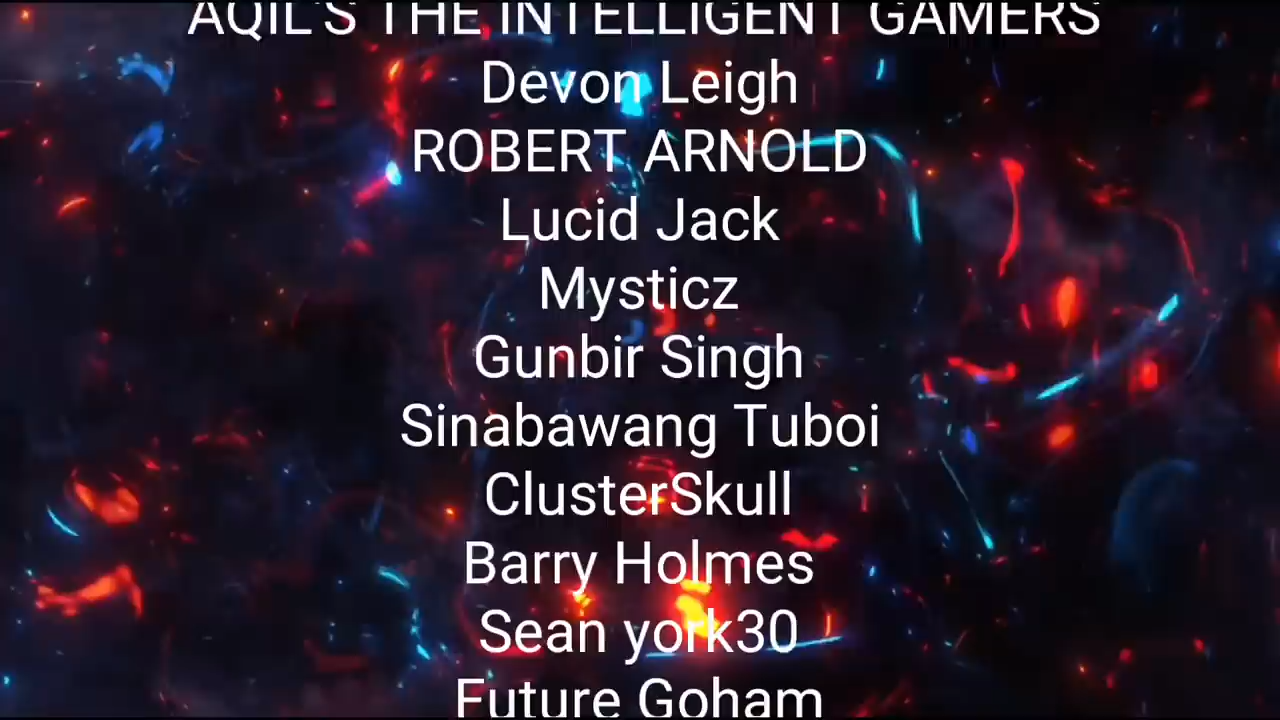 AQIL'S THE INTELLIGENT GAMERS
Devon Leigh
ROBERT ARNOLD
Lucid Jack
Mysticz
Gunbir Singh
Sinabawang Tuboi
ClusterSkull
Barry Holmes
Sean york30
Future Goham